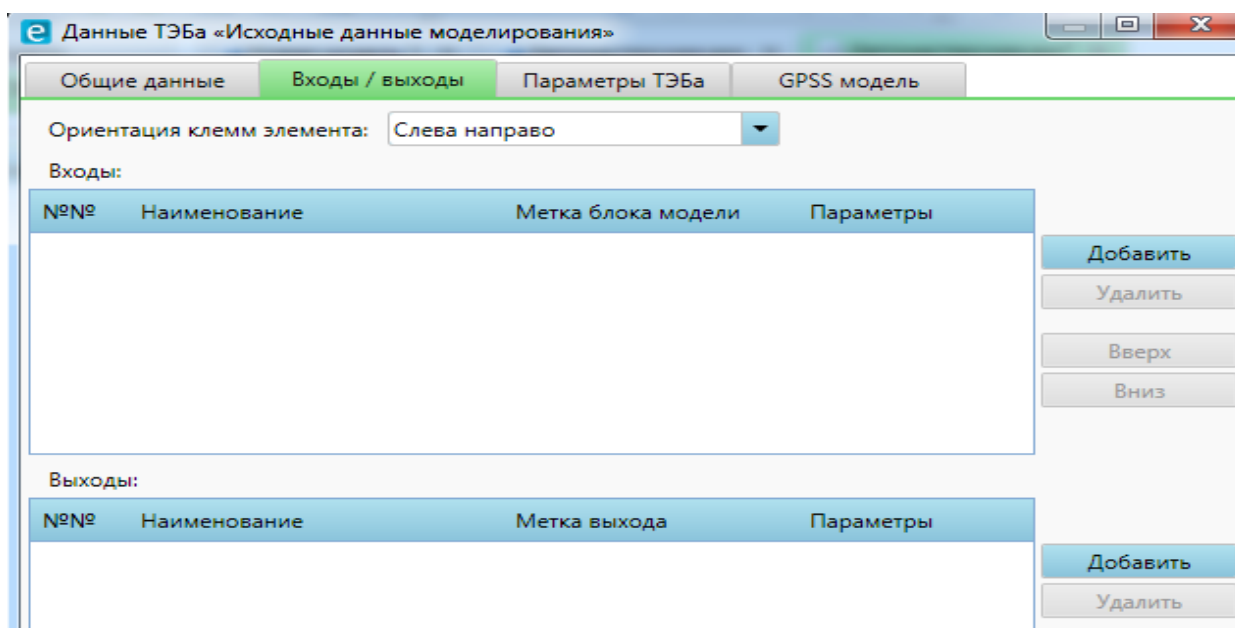 Данные ТЭБа «Исходные данные моделирования»
Общие данные Входы / выходы Параметры ТЭБа GPSS модель
Ориентация клемм элемента: Слева направо
Входы:
№№ Наименование Метка блока модели Параметры
Добавить
Удалить
Вверх
Вниз
Выходы:
№№ Наименование Метка выхода Параметры
Добавить
Удалить